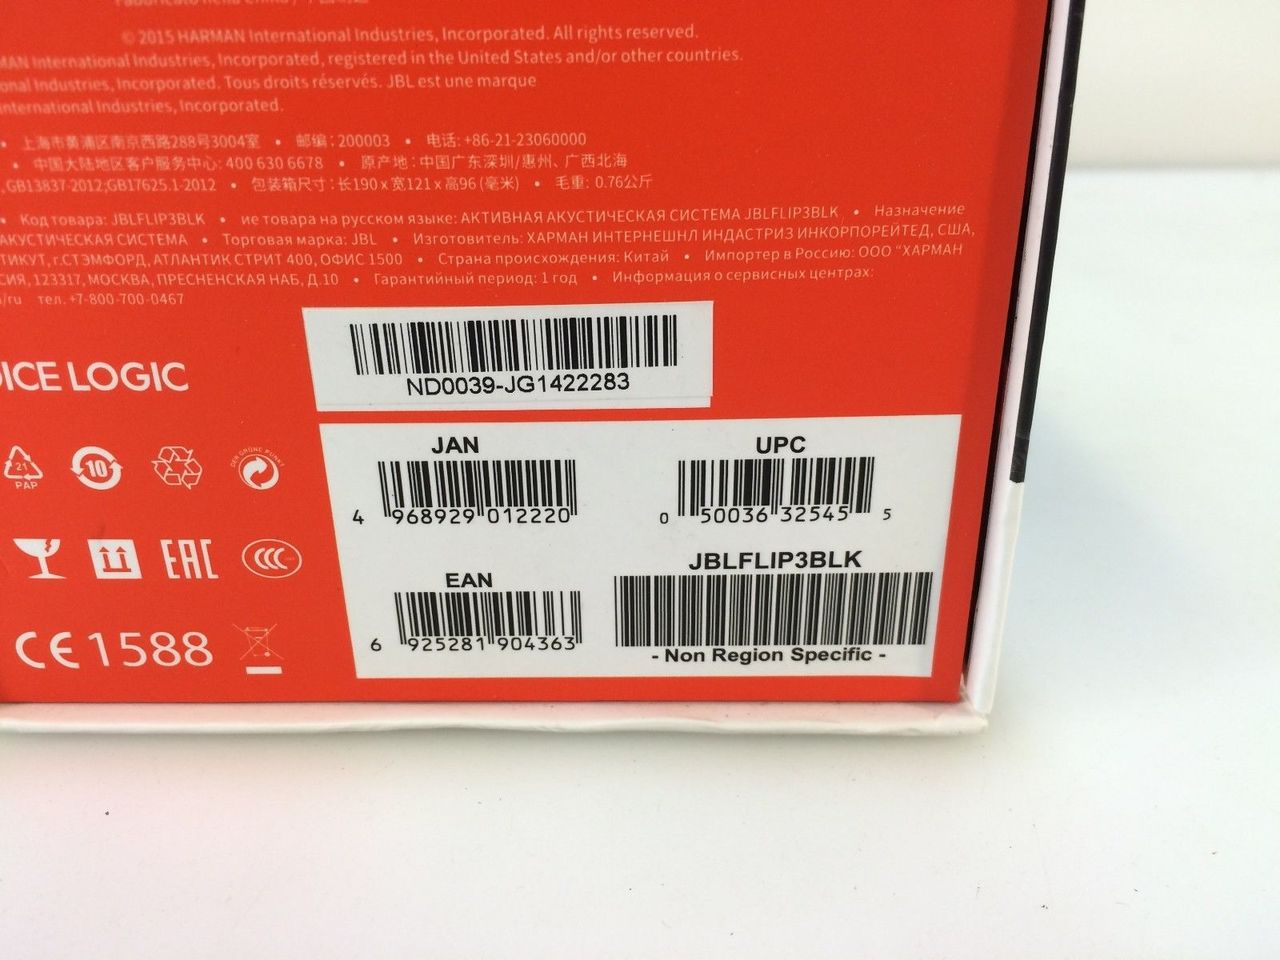 © 2015 HARMAN International Industries, Incorporated. All rights reserved.
MAN International Industries, Incorporated, registered in the United States and/or other countries.
onal Industries, Incorporated. Tous droits réservés. JBL est une marque
International Industries, Incorporated.
• 上海市黄浦区南京西路288号3004室 • 邮编：200003 • 电话: +86-21-23060000
• 中国大陆地区客户服务中心: 400 630 6678 • 原产地：中国广东深圳/惠州、广西北海
,GB13837-2012;GB17625.1-2012 • 包装箱尺寸：长190 x 宽121 x 高96 (毫米) • 毛重: 0.76公斤
• Код товара: JBLFLIP3BLK • ие товара на русском языке: АКТИВНАЯ АКУСТИЧЕСКАЯ СИСТЕМА JBLFLIP3BLK • Назначение
АКУСТИЧЕСКАЯ СИСТЕМА • Торговая марка: JBL • Изготовитель: ХАРМАН ИНТЕРНЕШНЛ ИНДАСТРИЗ ИНКОРПОРЕЙТЕД, США,
ТИКУТ, г.СТЭМФОРД, АТЛАНТИК СТРИТ 400, ОФИС 1500 • Страна происхождения: Китай • Импортер в Россию: ООО "ХАРМАН
СИЯ, 123317, МОСКВА, ПРЕСНЕНСКАЯ НАБ, Д.10 • Гарантийный период: 1 год • Информация о сервисных центрах:
/ru тел. +7-800-700-0467
OICE LOGIC
ND0039-JG1422283
JAN
4 968929 012220
UPC
0 50036 32545 5
EAN
6 925281 904363
JBLFLIP3BLK
- Non Region Specific -
21
PAP
10
DER GRÜNE PUNKT
EAC
CCC
CE 1588